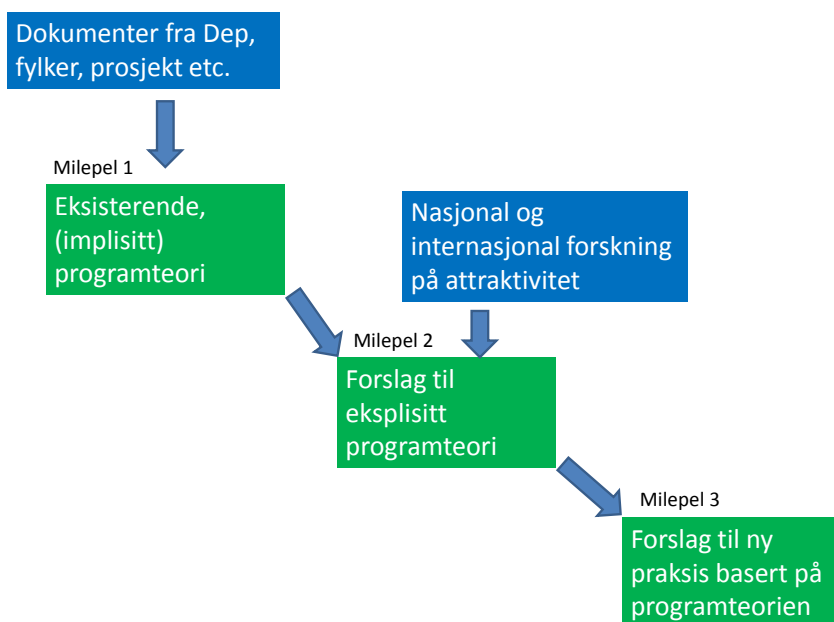 Dokumenter fra Dep,
fylker, prosjekt etc.
Milepel 1
Eksisterende,
(implisitt)
programteori
Nasjonal og
internasjonal forskning
på attraktivitet
Milepel 2
Forslag til
eksplisitt
programteori
Milepel 3
Forslag til ny
praksis basert på
programteorien